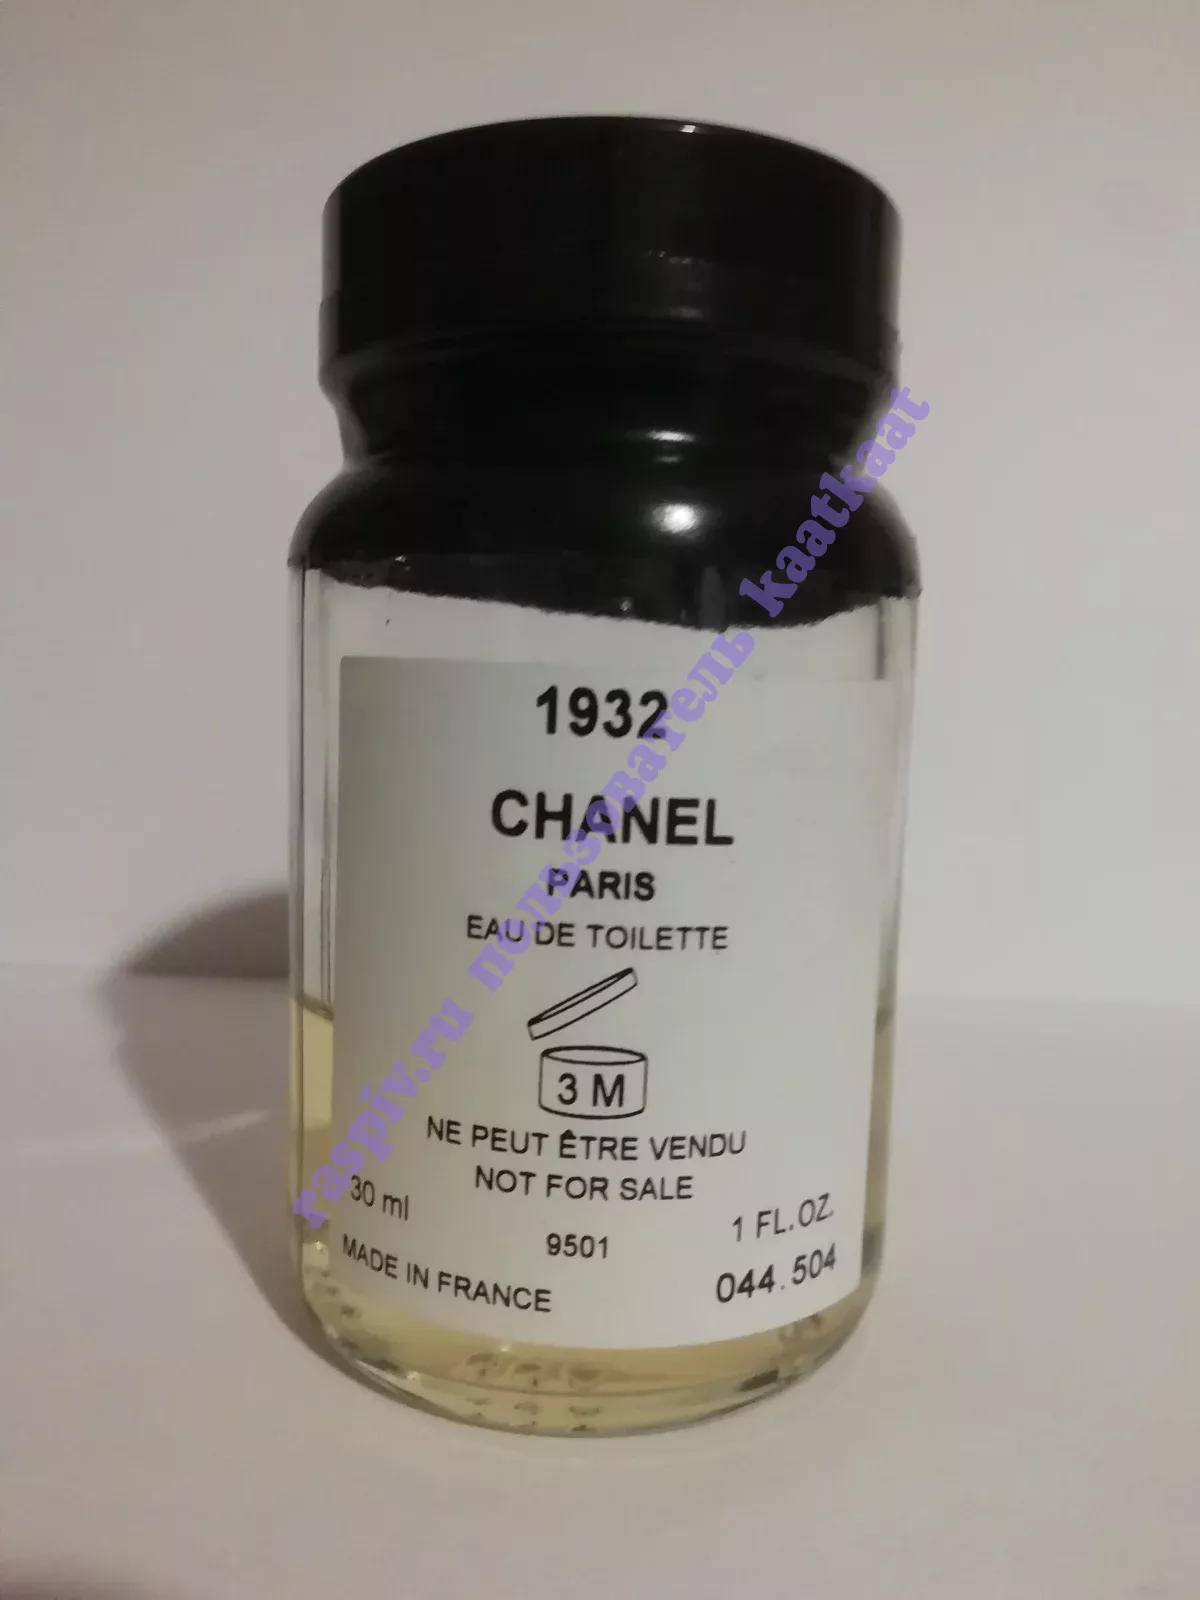 1932
CHANEL
PARIS
EAU DE TOILETTE
3 M
NE PEUT ÊTRE VENDU
NOT FOR SALE
30 ml
1 FL.OZ.
9501
MADE IN FRANCE
044.504
raspiv.ru пользователь kaatkaat